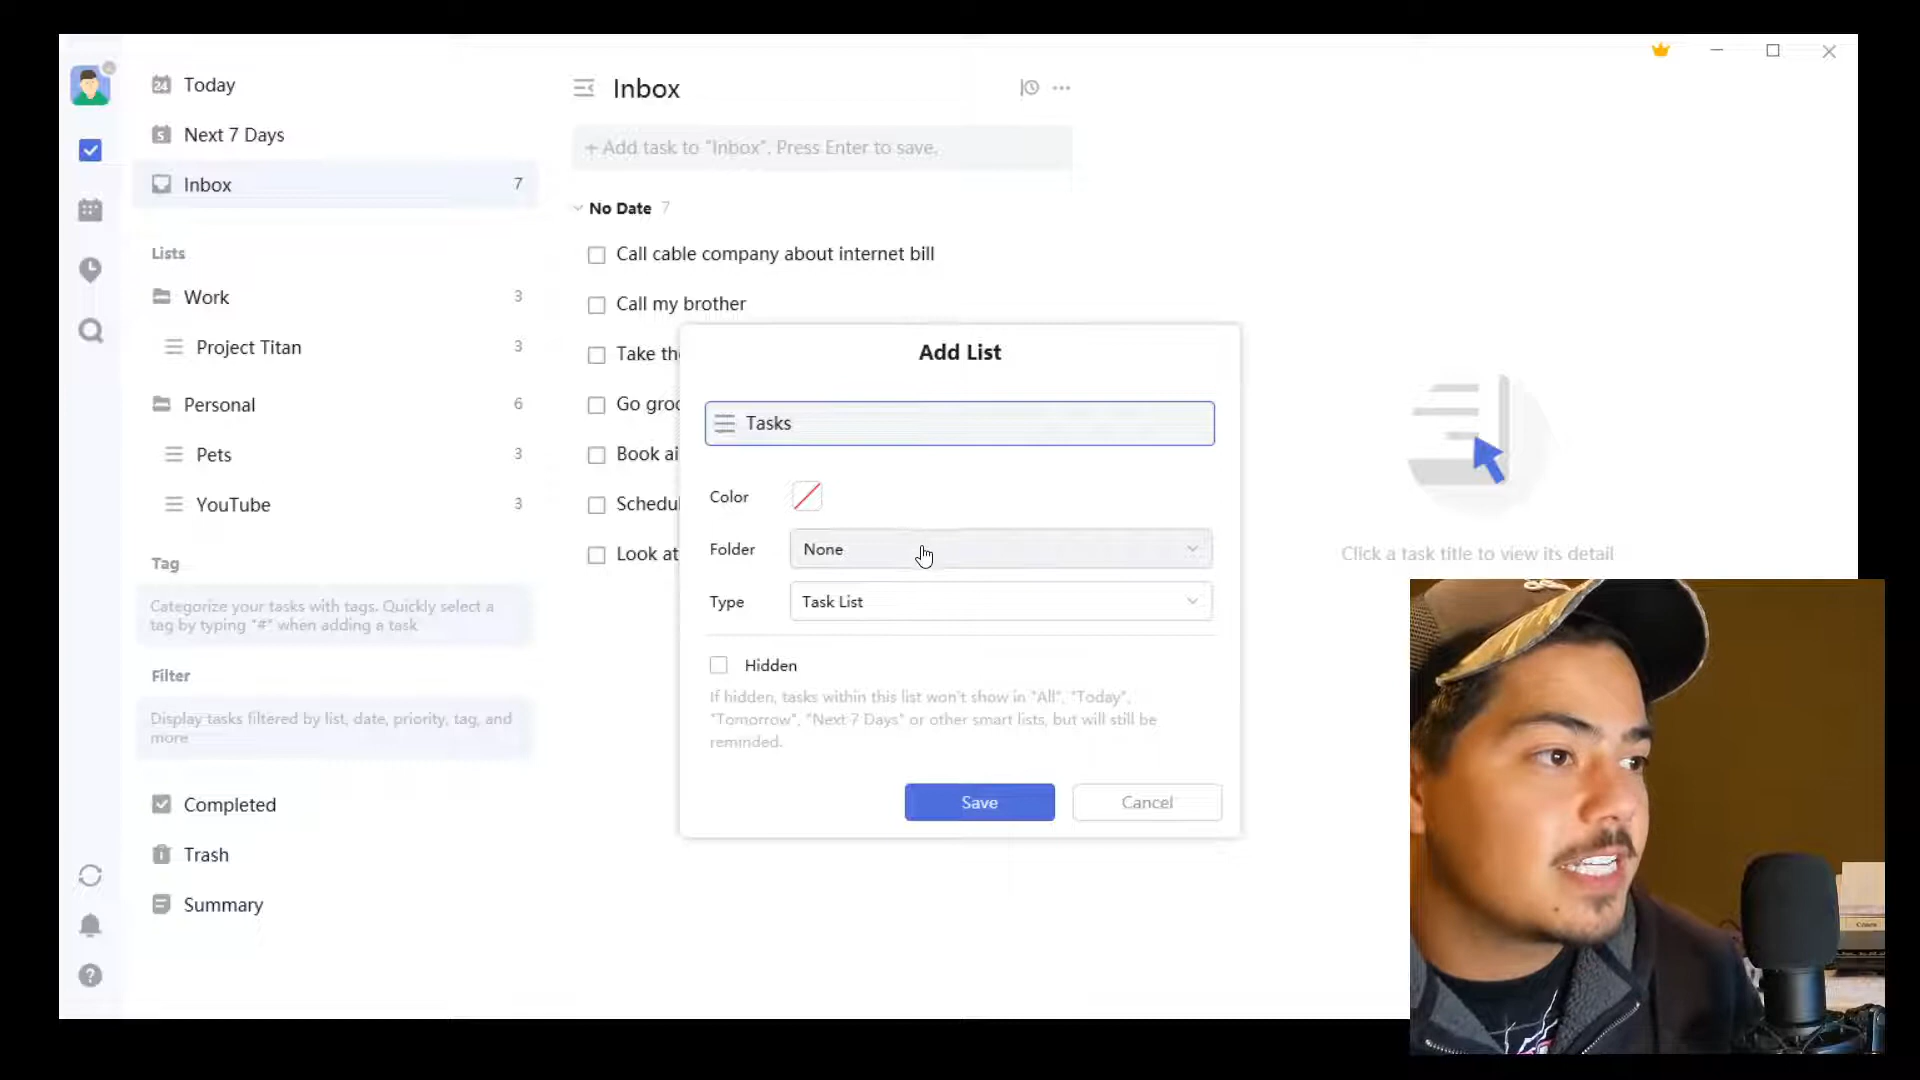 Today
Next 7 Days
Inbox 7
Lists
Work 3
Project Titan 3
Personal 6
Pets 3
YouTube 3
Tag
Categorize your tasks with tags. Quickly select a
tag by typing "#" when adding a task
Filter
Display tasks filtered by list, date, priority, tag, and
more
Completed
Trash
Summary
Inbox
+ Add task to "Inbox". Press Enter to save.
No Date 7
Call cable company about internet bill
Call my brother
Take
Go
Book
Look at
Add List
Tasks
Color
Folder None
Type Task List
Hidden
If hidden, tasks within this list won't show in "All", "Today",
"Tomorrow", "Next 7 Days" or other smart lists, but will still be
reminded.
Save Cancel
Click a task title to view its detail
24
Canon